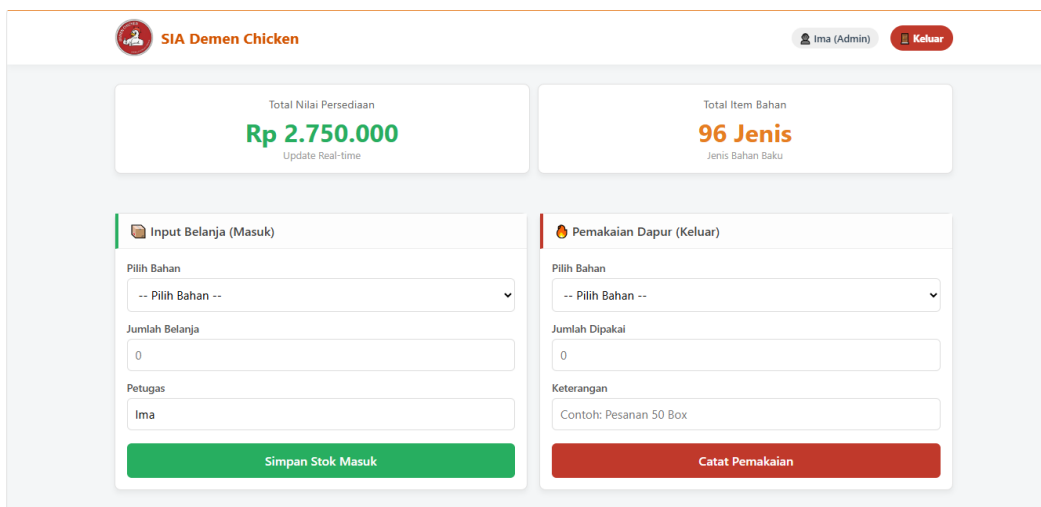 SIA Demen Chicken
Ima (Admin)
Keluar
Total Nilai Persediaan
Rp 2.750.000
Update Real-time
Total Item Bahan
96 Jenis
Jenis Bahan Baku
Input Belanja (Masuk)
Pilih Bahan
-- Pilih Bahan --
Jumlah Belanja
0
Petugas
Ima
Simpan Stok Masuk
Pemakaian Dapur (Keluar)
Pilih Bahan
-- Pilih Bahan --
Jumlah Dipakai
0
Keterangan
Contoh: Pesanan 50 Box
Catat Pemakaian